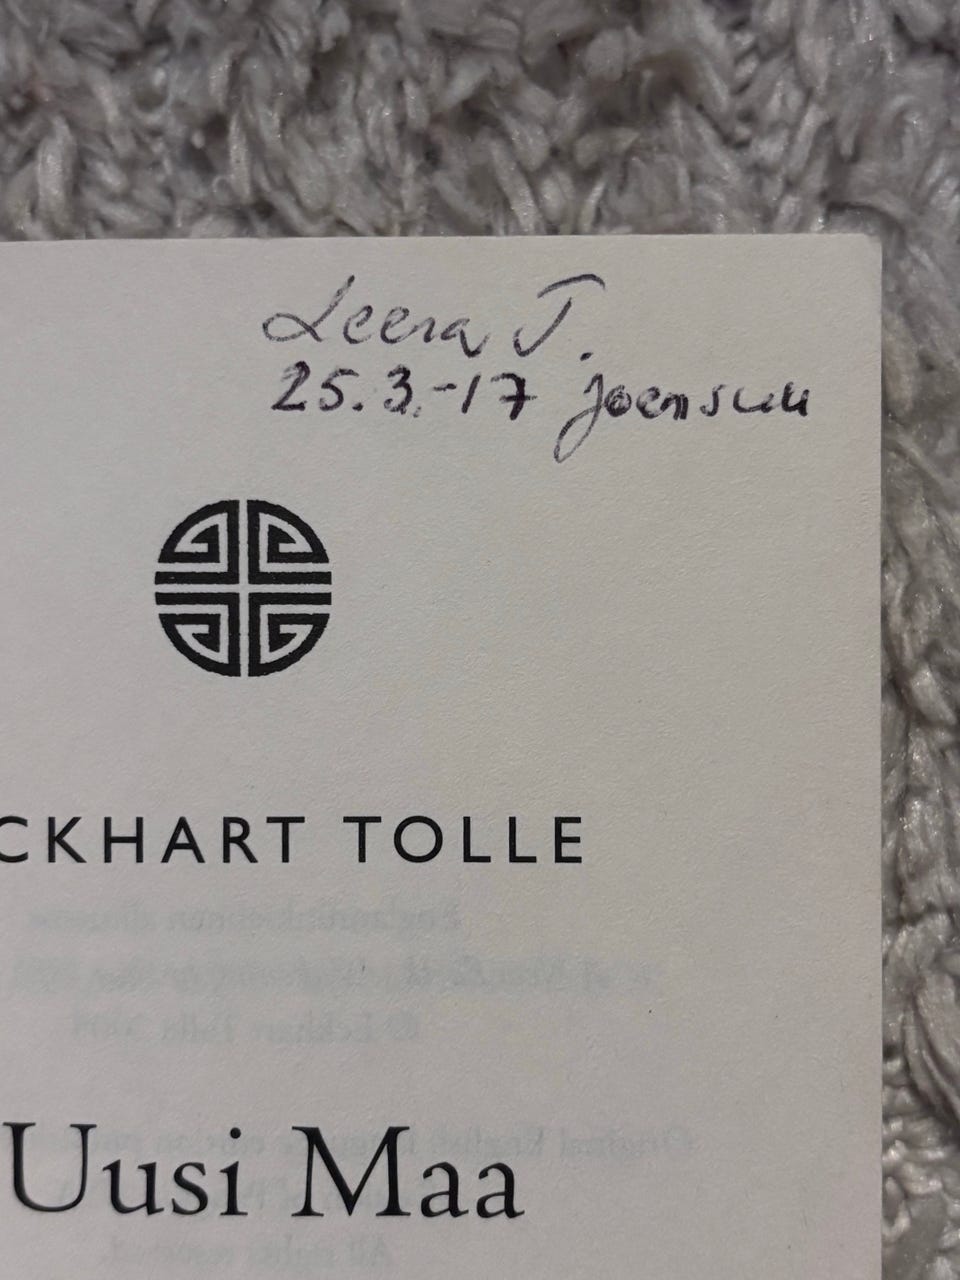 Leena J.
25.3.-17 Joensuu
CKHART TOLLE
Uusi Maa